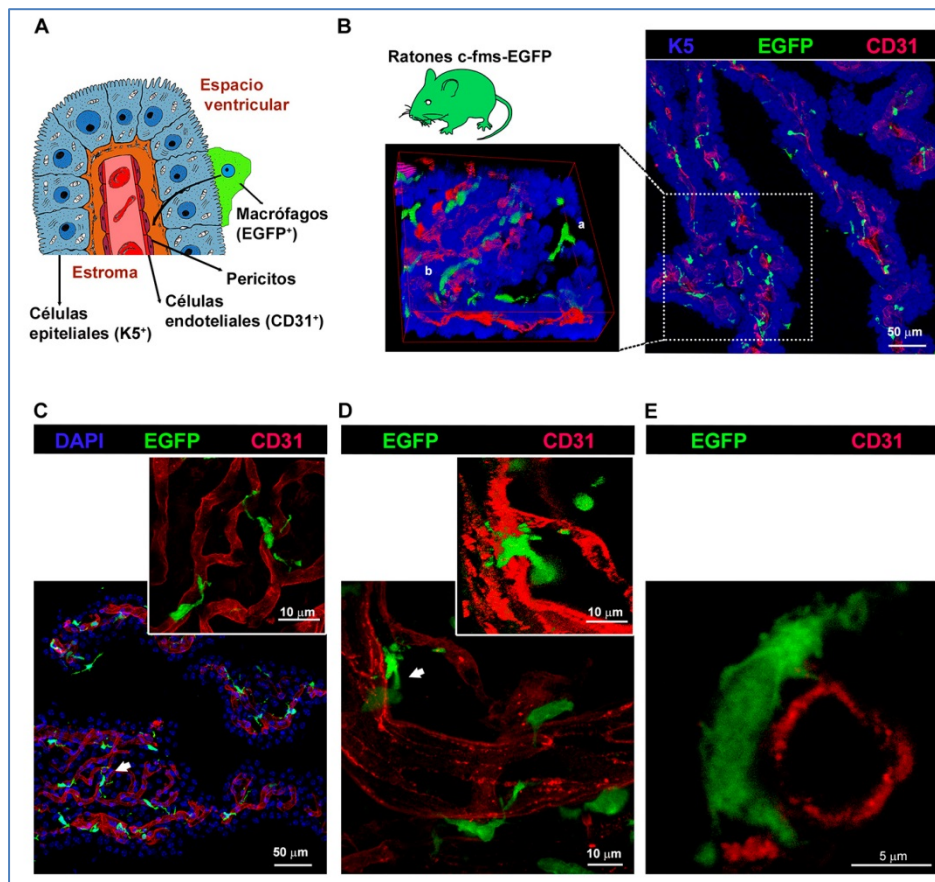 A
Espacio
ventricular
Macrófagos
(EGFP⁺)
Pericitos
Estroma
Células
endoteliales (CD31⁺)
Células
epiteliales (K5⁺)
B
Ratones c-fms-EGFP
a
b
K5 EGFP CD31
50 μm
C
DAPI EGFP CD31
10 μm
50 μm
D
EGFP CD31
10 μm
10 μm
E
EGFP CD31
5 μm